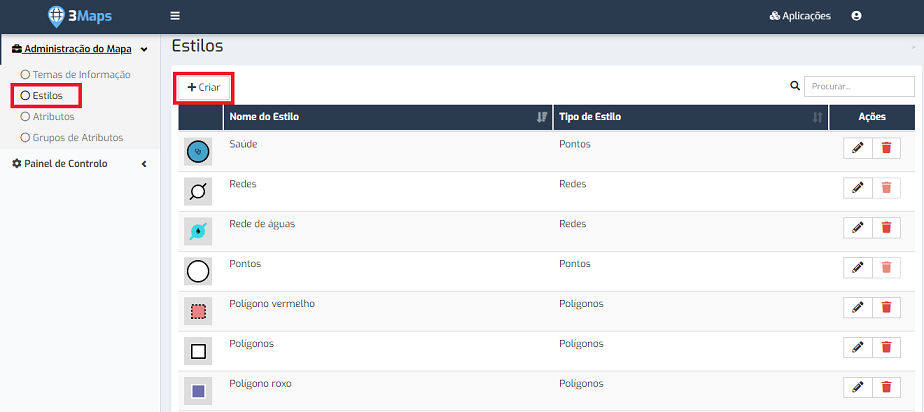 3Maps
Aplicações
Administração do Mapa
Temas de Informação
Estilos
Atributos
Grupos de Atributos
Painel de Controlo
Estilos
Criar
Procurar...
Nome do Estilo Tipo de Estilo Ações
Saúde Pontos
Redes Redes
Rede de águas Redes
Pontos Pontos
Polígono vermelho Polígonos
Polígonos Polígonos
Polígono roxo Polígonos